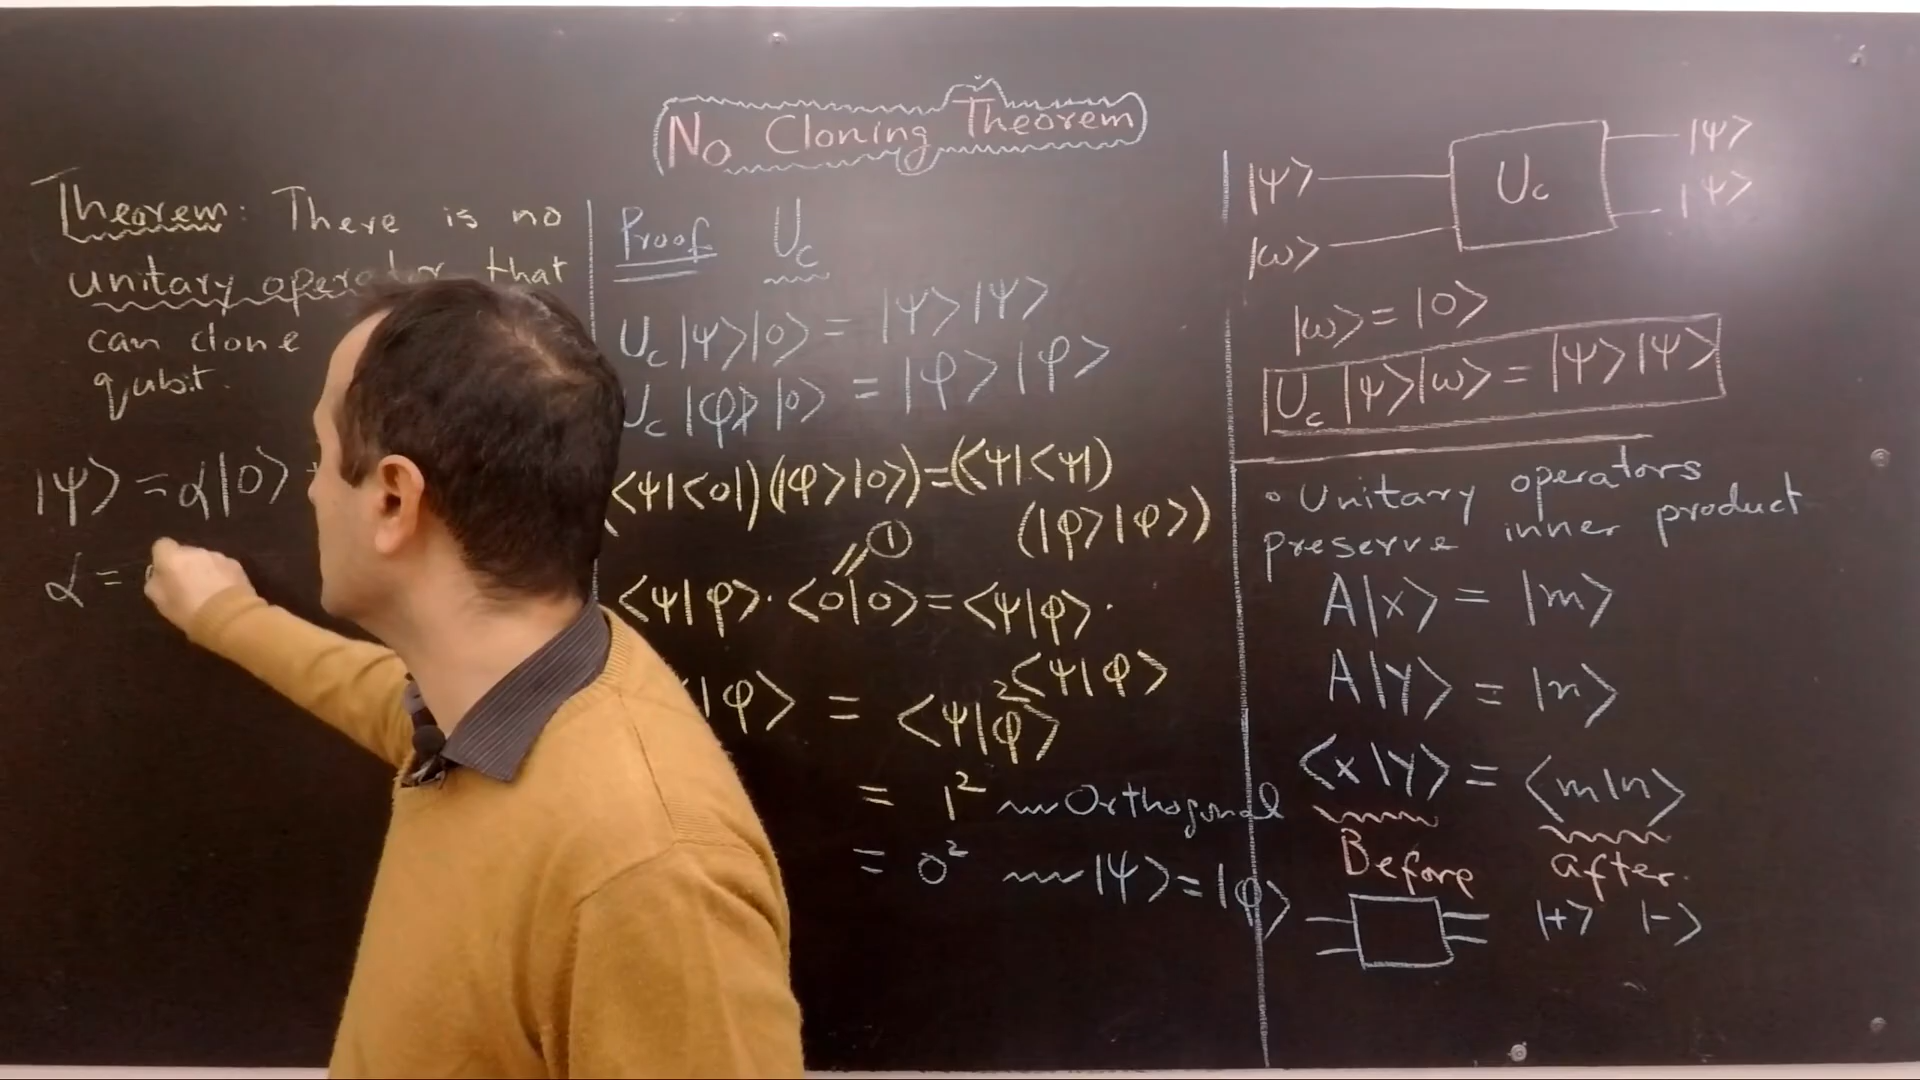 No Cloning Theorem
Theorem: There is no
unitary operator that
can clone
qubit.
|ψ> = α|0> +
α =
Proof U_c
U_c |ψ>|0> = |ψ>|ψ>
U_c |φ>|0> = |φ>|φ>
(<ψ|<0|)(|φ>|0>)=(<ψ|<ψ|)
(|φ>|φ>)
1
<ψ|φ>·<0|0>=<ψ|φ>·
<ψ|φ>
|φ> = <ψ|φ>²
= 1² Orthogonal
= 0² |ψ>=|φ>
|ψ> U_c |ψ>
|ω> |ψ>
|ω>=|0>
U_c |ψ>|ω> = |ψ>|ψ>
• Unitary operators
preserve inner product
A|x> = |m>
A|y> = |n>
<x|y> = <m|n>
Before after.
|+> |->